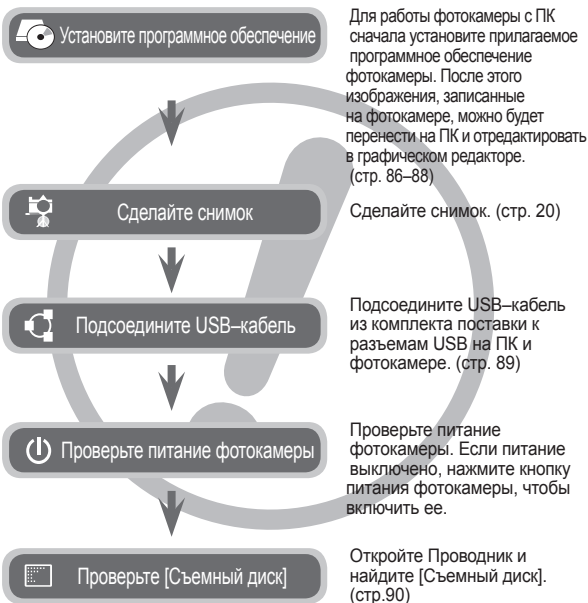 Установите программное обеспечение
Для работы фотокамеры с ПК
сначала установите прилагаемое
программное обеспечение
фотокамеры. После этого
изображения, записанные
на фотокамере, можно будет
перенести на ПК и отредактировать
в графическом редакторе.
(стр. 86–88)
Сделайте снимок
Сделайте снимок. (стр. 20)
Подсоедините USB–кабель
Подсоедините USB–кабель
из комплекта поставки к
разъемам USB на ПК и
фотокамере. (стр. 89)
Проверьте питание фотокамеры
Проверьте питание
фотокамеры. Если питание
выключено, нажмите кнопку
питания фотокамеры, чтобы
включить ее.
Проверьте [Съемный диск]
Откройте Проводник и
найдите [Съемный диск].
(стр.90)